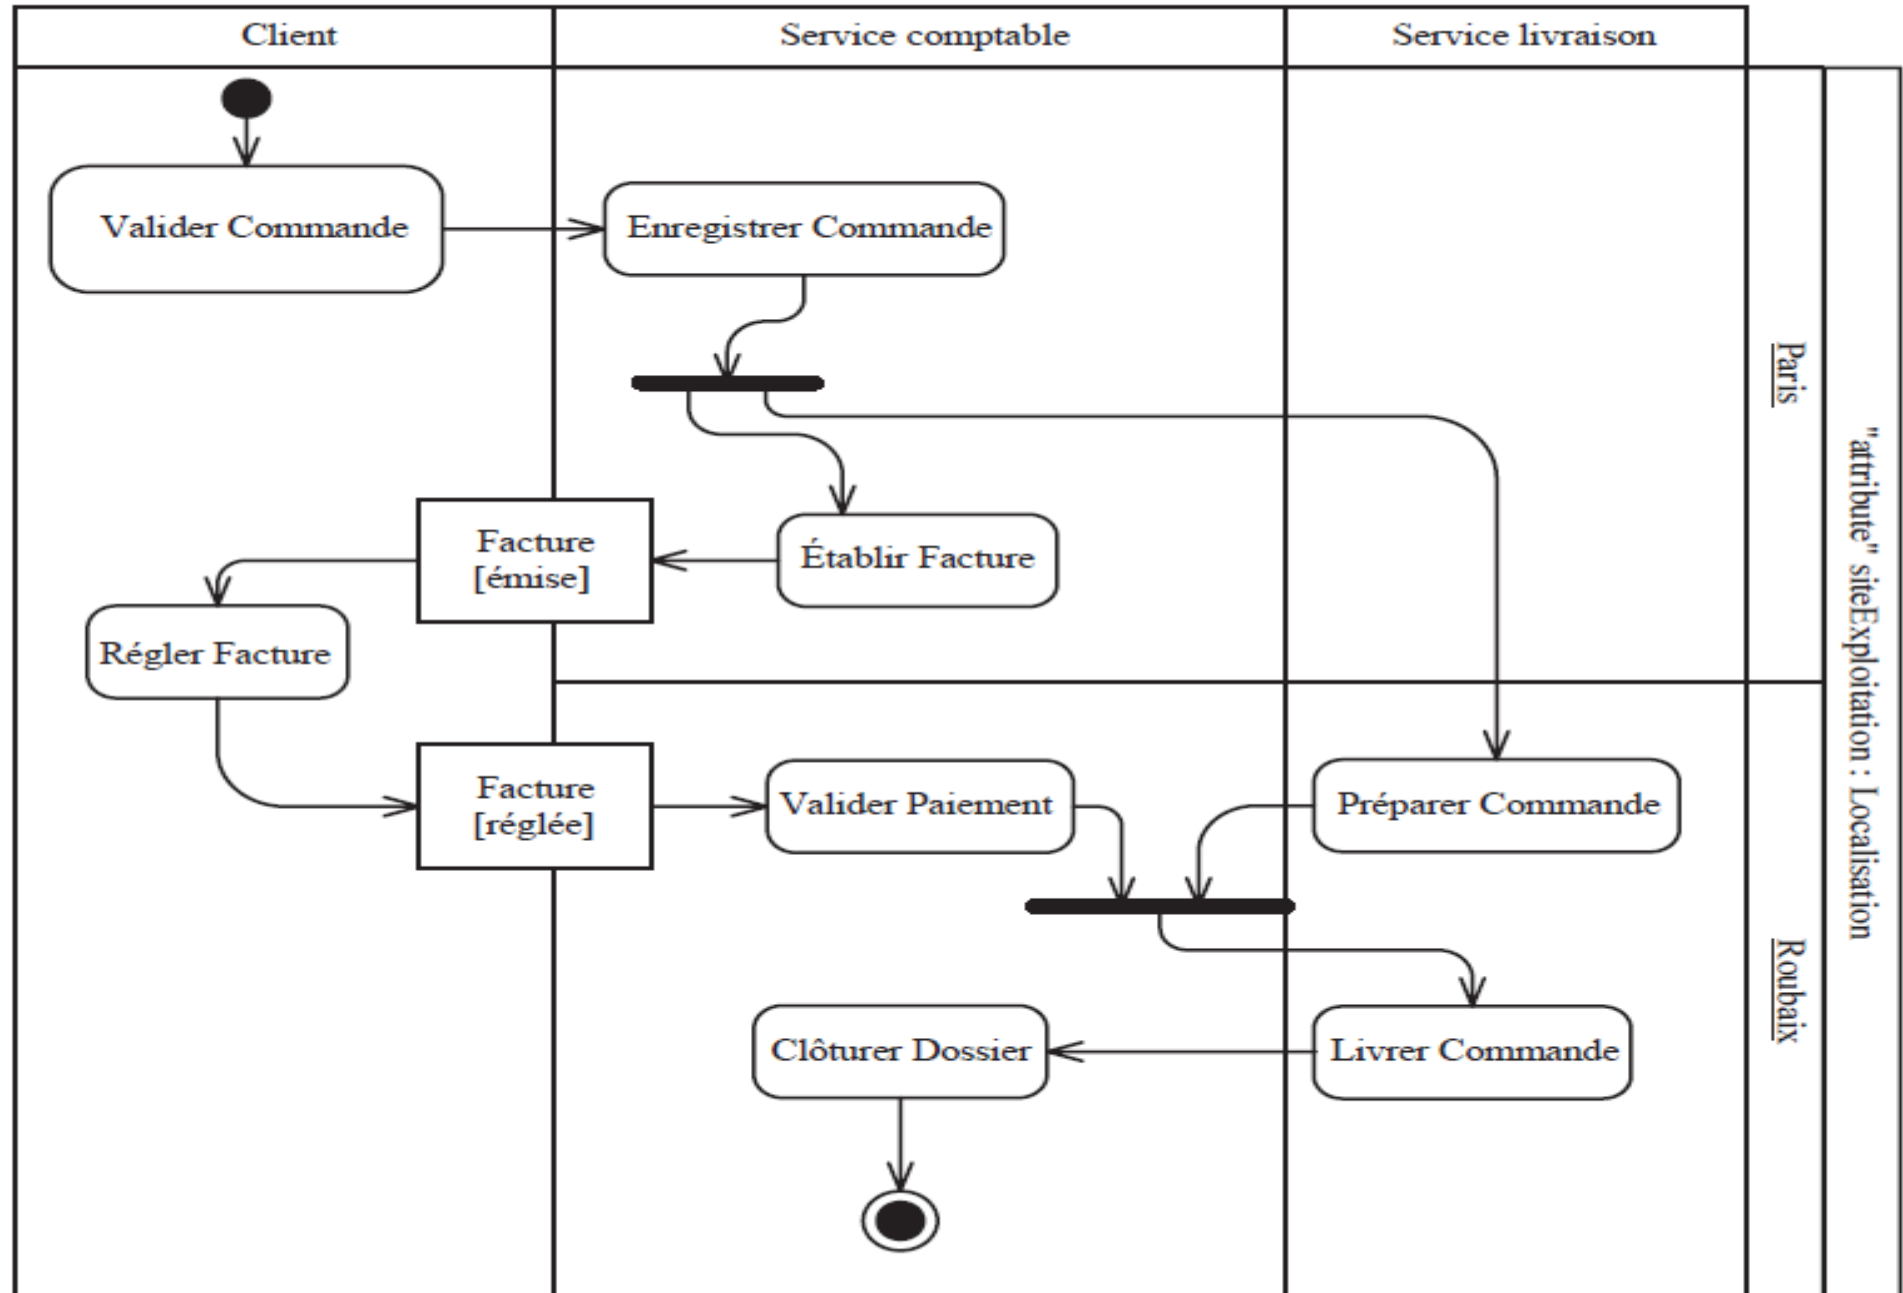 Client
Service comptable
Service livraison
Valider Commande
Enregistrer Commande
Paris
"attribute" siteExploitation : Localisation
Facture
[émise]
Établir Facture
Régler Facture
Facture
[réglée]
Valider Paiement
Préparer Commande
Roubaix
Clôturer Dossier
Livrer Commande